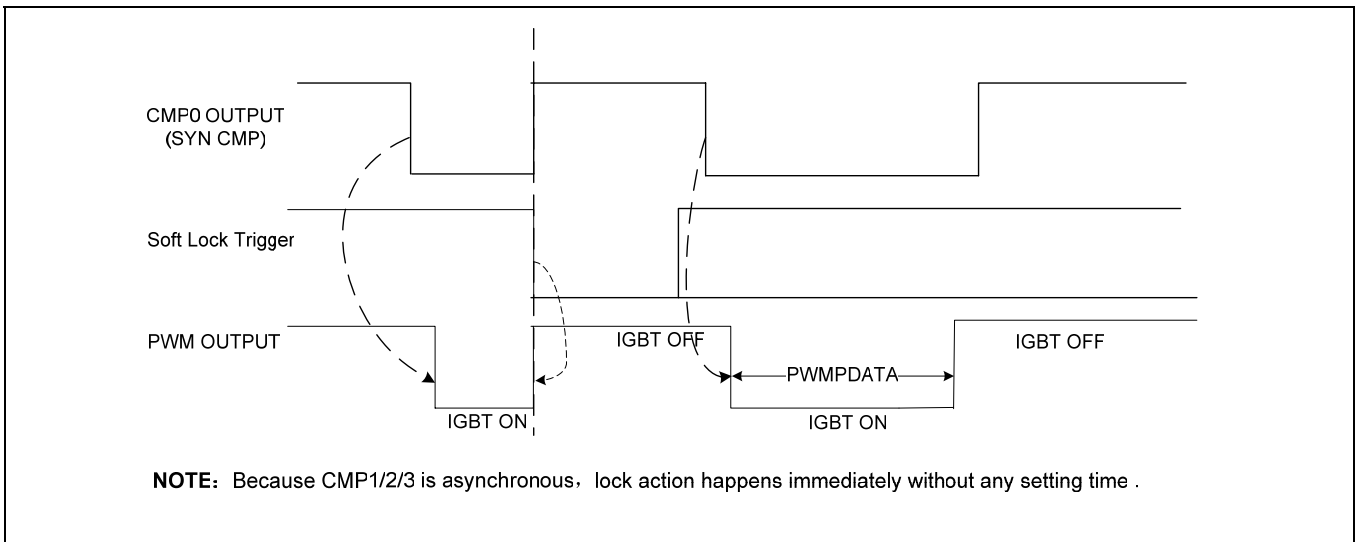 CMP0 OUTPUT
(SYN CMP)
Soft Lock Trigger
PWM OUTPUT
IGBT OFF
IGBT OFF
PWMPDATA
IGBT ON
IGBT ON
NOTE：Because CMP1/2/3 is asynchronous，lock action happens immediately without any setting time .